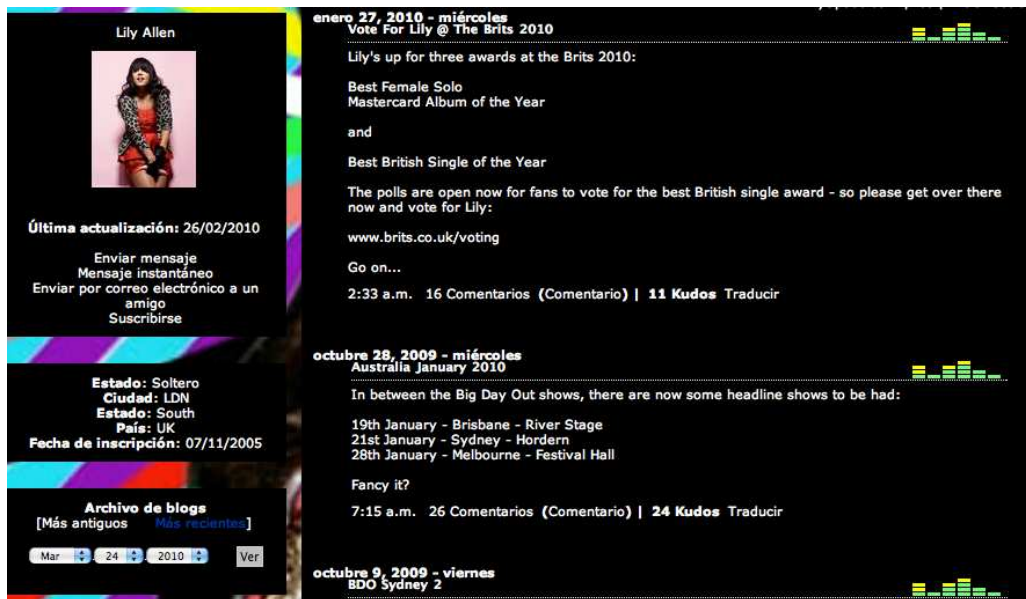 Lily Allen
Última actualización: 26/02/2010
Enviar mensaje
Mensaje instantáneo
Enviar por correo electrónico a un
amigo
Suscribirse
Estado: Soltero
Ciudad: LDN
Estado: South
País: UK
Fecha de inscripción: 07/11/2005
Archivo de blogs
[Más antiguos Más recientes]
Mar 24 2010 Ver
enero 27, 2010 - miércoles
Vote For Lily @ The Brits 2010
Lily's up for three awards at the Brits 2010:
Best Female Solo
Mastercard Album of the Year
and
Best British Single of the Year
The polls are open now for fans to vote for the best British single award - so please get over there
now and vote for Lily:
www.brits.co.uk/voting
Go on...
2:33 a.m. 16 Comentarios (Comentario) | 11 Kudos Traducir
octubre 28, 2009 - miércoles
Australia January 2010
In between the Big Day Out shows, there are now some headline shows to be had:
19th January - Brisbane - River Stage
21st January - Sydney - Hordern
28th January - Melbourne - Festival Hall
Fancy it?
7:15 a.m. 26 Comentarios (Comentario) | 24 Kudos Traducir
octubre 9, 2009 - viernes
BDO Sydney 2